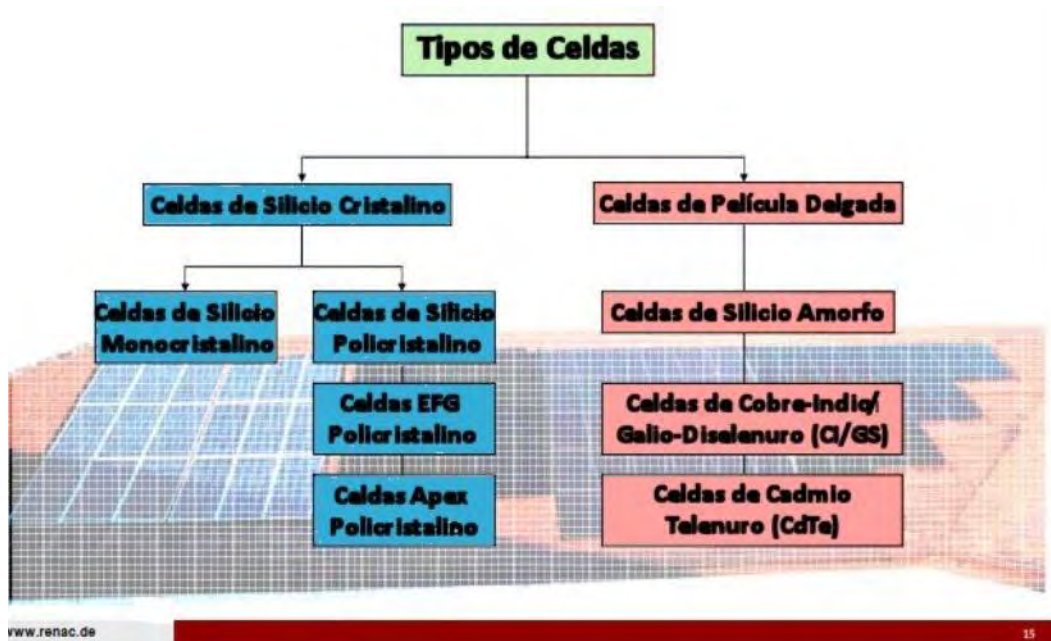 Tipos de Celdas
Celdas de Silicio Cristalino
Celdas de Película Delgada
Celdas de Silicio
Monocristalino
Celdas de Silicio
Policristalino
Celdas de Silicio Amorfo
Celdas EFG
Policristalino
Celdas de Cobre-Indio/
Galio-Diselenuro (CI/GS)
Celdas Apex
Policristalino
Celdas de Cadmio
Telenuro (CdTe)
www.renac.de
15